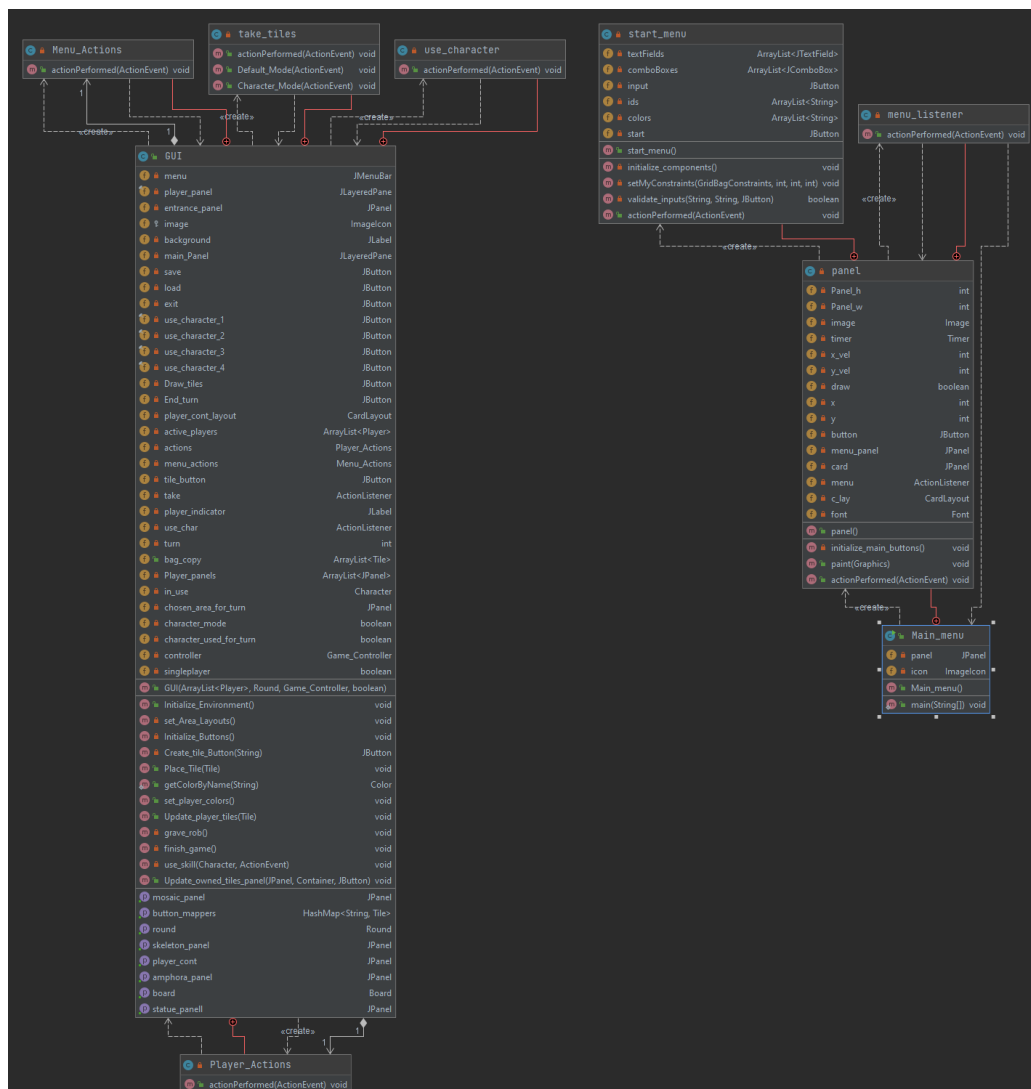 Menu_Actions
actionPerformed(ActionEvent) void
take_tiles
actionPerformed(ActionEvent) void
Default_Mode(ActionEvent) void
Character_Mode(ActionEvent) void
use_character
actionPerformed(ActionEvent) void
1
1
«create»
«create»
«create»
GUI
menu JMenuBar
player_panel JLayeredPane
entrance_panel JPanel
image ImageIcon
background JLabel
main_Panel JLayeredPane
save JButton
load JButton
exit JButton
use_character_1 JButton
use_character_2 JButton
use_character_3 JButton
use_character_4 JButton
Draw_tiles JButton
End_turn JButton
player_cont_layout CardLayout
active_players ArrayList<Player>
actions Player_Actions
menu_actions Menu_Actions
tile_button JButton
take ActionListener
player_indicator JLabel
use_char ActionListener
turn int
bag_copy ArrayList<Tile>
Player_panels ArrayList<JPanel>
in_use Character
chosen_area_for_turn JPanel
character_mode boolean
character_used_for_turn boolean
controller Game_Controller
singleplayer boolean
GUI(ArrayList<Player>, Round, Game_Controller, boolean)
Initialize_Environment() void
set_Area_Layouts() void
Initialize_Buttons() void
Create_tile_Button(String) JButton
Place_Tile(Tile) void
getColorByName(String) Color
set_player_colors() void
Update_player_tiles(Tile) void
grave_rob() void
finish_game() void
use_skill(Character, ActionEvent) void
Update_owned_tiles_panel(JPanel, Container, JButton) void
mosaic_panel JPanel
button_mappers HashMap<String, Tile>
round Round
skeleton_panel JPanel
player_cont JPanel
amphora_panel JPanel
board Board
statue_panell JPanel
«create»
1
1
Player_Actions
actionPerformed(ActionEvent) void
start_menu
textFields ArrayList<JTextField>
comboBoxes ArrayList<JComboBox>
input JButton
ids ArrayList<String>
colors ArrayList<String>
start JButton
start_menu()
initialize_components() void
setMyConstraints(GridBagConstraints, int, int, int) void
validate_inputs(String, String, JButton) boolean
actionPerformed(ActionEvent) void
menu_listener
actionPerformed(ActionEvent) void
«create»
«create»
panel
Panel_h int
Panel_w int
image Image
timer Timer
x_vel int
y_vel int
draw boolean
x int
y int
button JButton
menu_panel JPanel
card JPanel
menu ActionListener
c_lay CardLayout
font Font
panel()
initialize_main_buttons() void
paint(Graphics) void
actionPerformed(ActionEvent) void
«create»
Main_menu
panel JPanel
icon ImageIcon
Main_menu()
main(String[]) void